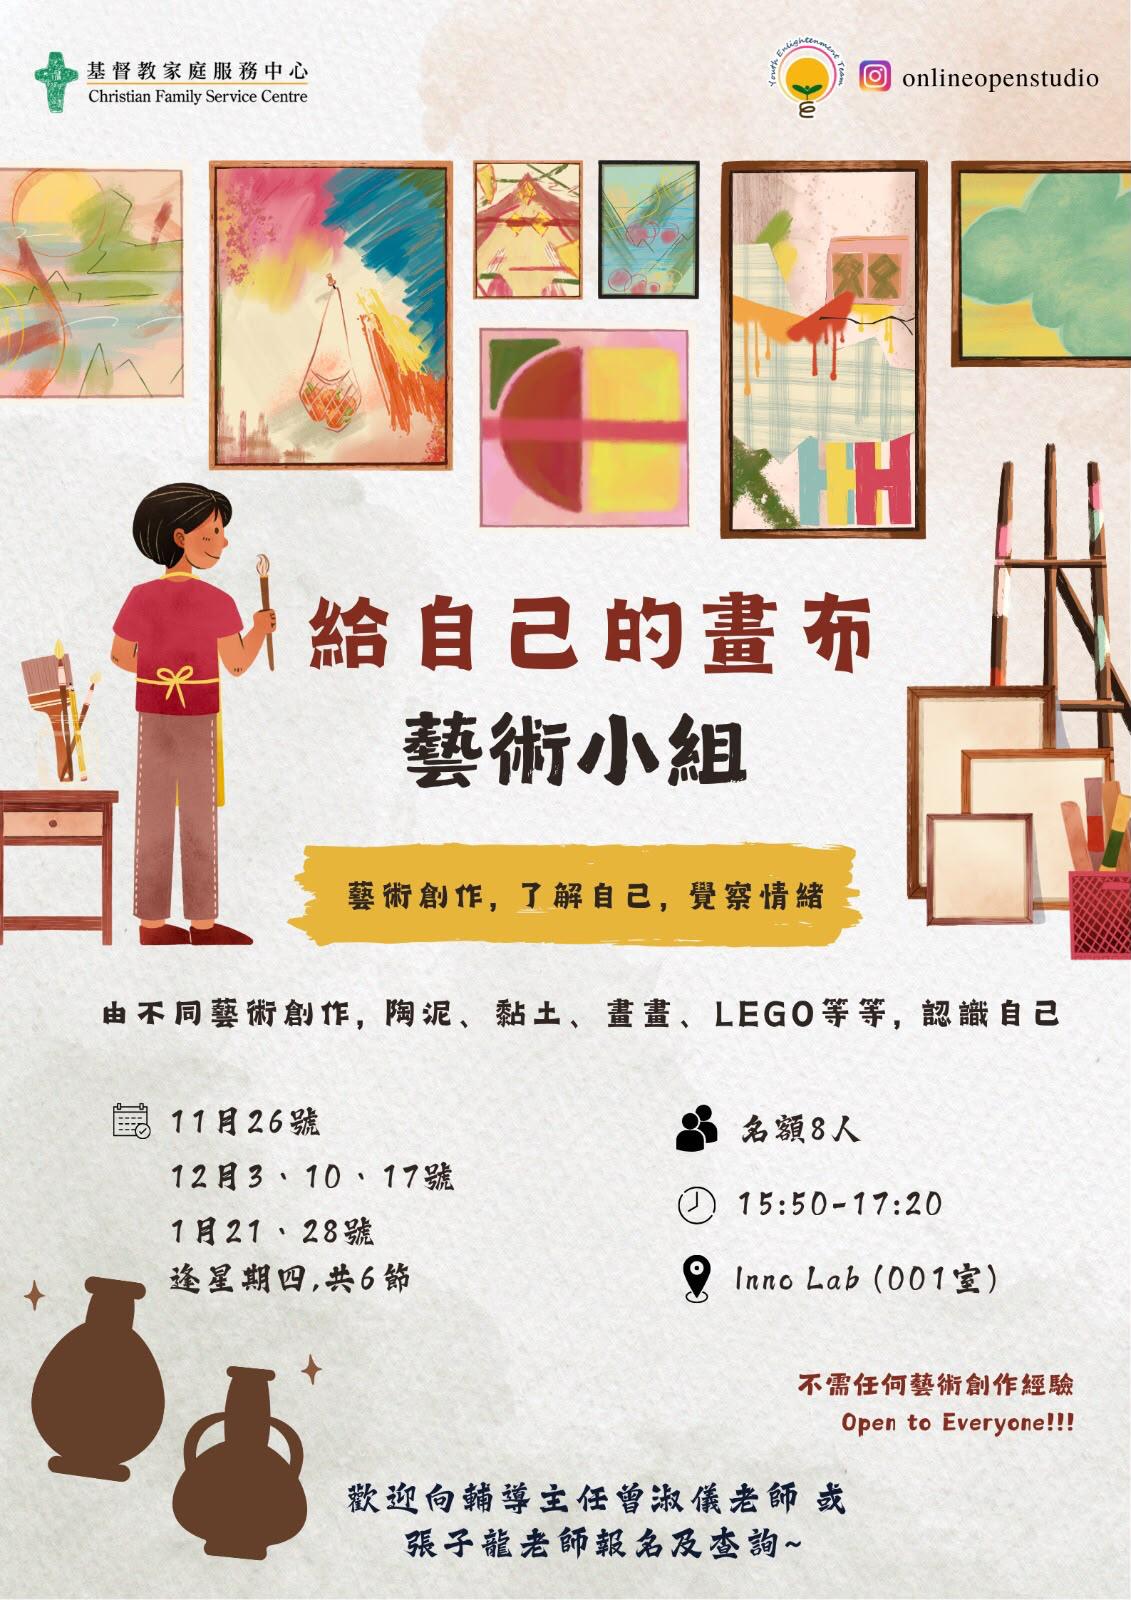 基督教家庭服務中心
Christian Family Service Centre
Youth Enlightenment Team
onlineopenstudio
給自己的畫布
藝術小組
藝術創作, 了解自己, 覺察情緒
由不同藝術創作, 陶泥、黏土、畫畫、LEGO等等, 認識自己
11月26號
12月3、10、17號
1月21、28號
逢星期四,共6節
名額8人
15:50-17:20
Inno Lab (001室)
不需任何藝術創作經驗
Open to Everyone!!!
歡迎向輔導主任曾淑儀老師 或
張子龍老師報名及查詢~